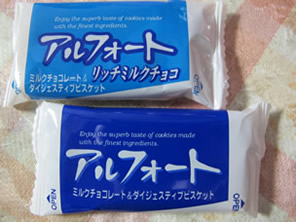 Enjoy the superb taste of cookies made
with the finest ingredients.
アルフォート
リッチミルクチョコ
ミルクチョコレート&
ダイジェスティブビスケット
OPEN
Enjoy the superb taste of cookies made
with the finest ingredients.
アルフォート
ミルクチョコレート&ダイジェスティブビスケット
OPEN
OPEN